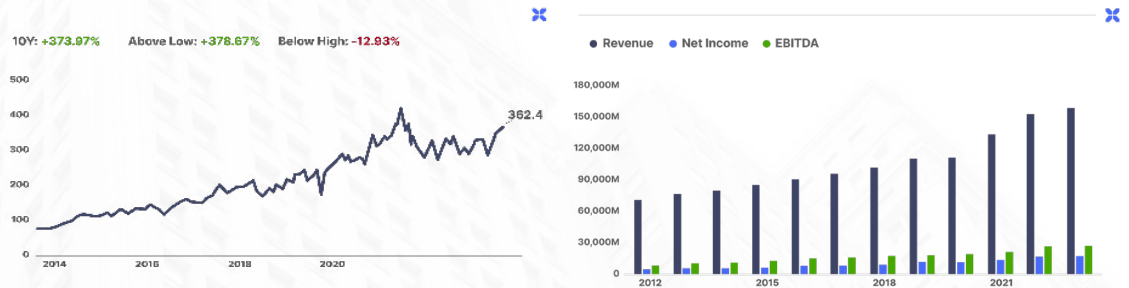 10Y: +373.97% Above Low: +378.67% Below High: -12.93%
500
400
362.4
300
200
100
0
2014 2016 2018 2020
Revenue Net Income EBITDA
180,000M
150,000M
120,000M
90,000M
60,000M
30,000M
0
2012 2015 2018 2021